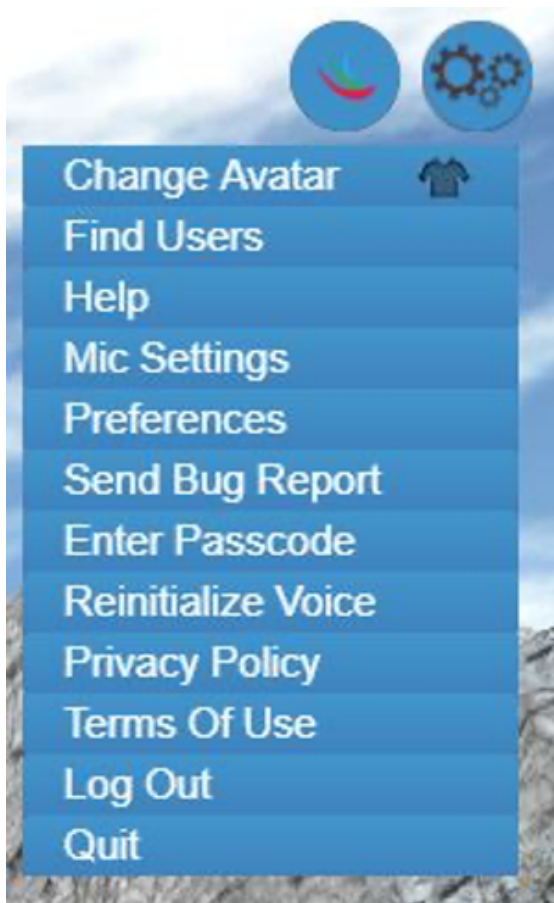 Change Avatar
Find Users
Help
Mic Settings
Preferences
Send Bug Report
Enter Passcode
Reinitialize Voice
Privacy Policy
Terms Of Use
Log Out
Quit